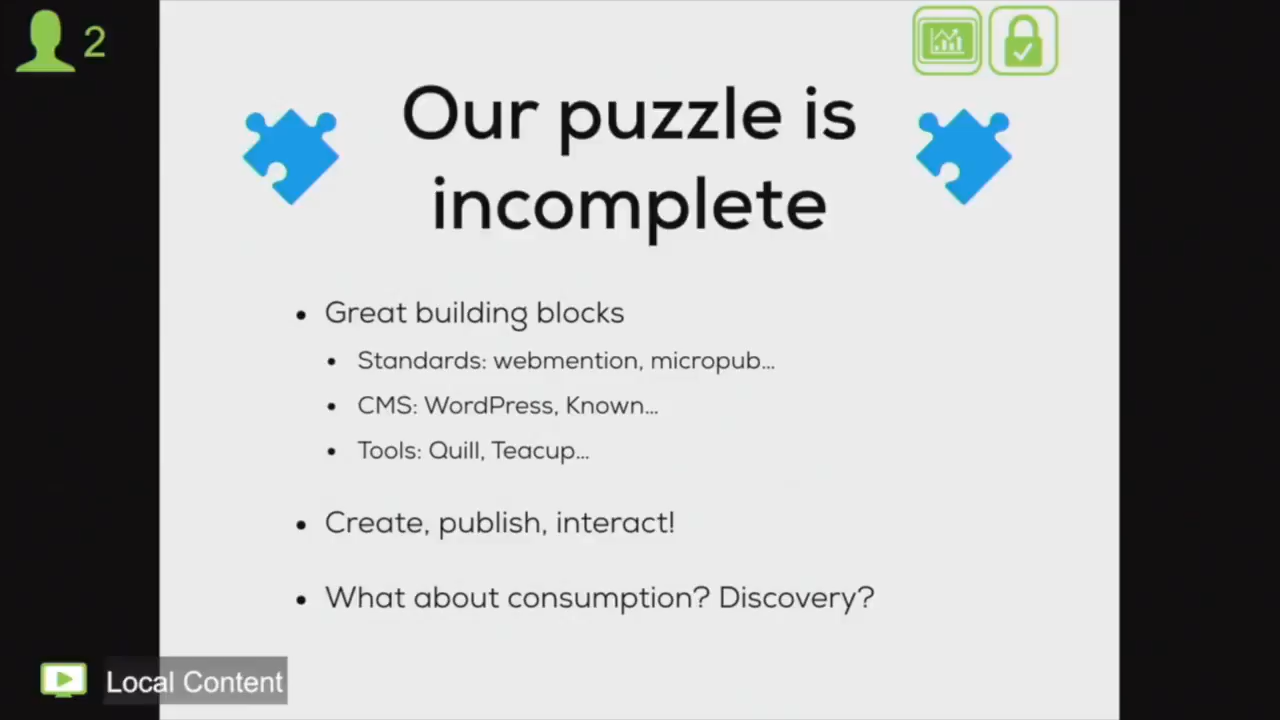 2
Our puzzle is
incomplete
• Great building blocks
• Standards: webmention, micropub...
• CMS: WordPress, Known...
• Tools: Quill, Teacup...
• Create, publish, interact!
• What about consumption? Discovery?
Local Content